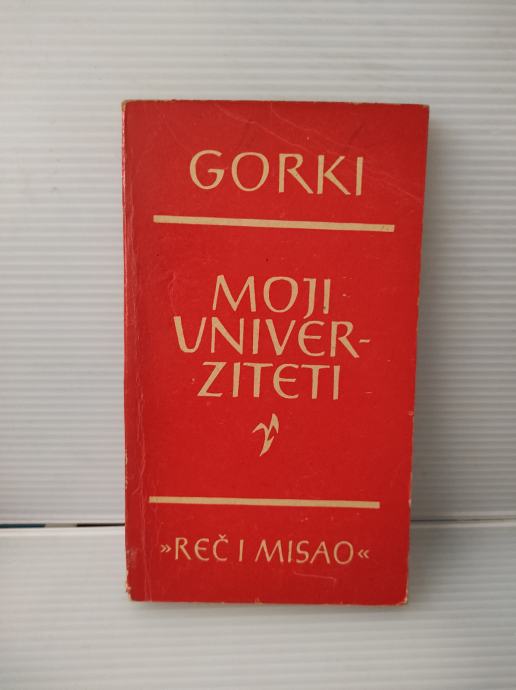 GORKI
MOJI
UNIVER-
ZITETI
»REČ I MISAO«